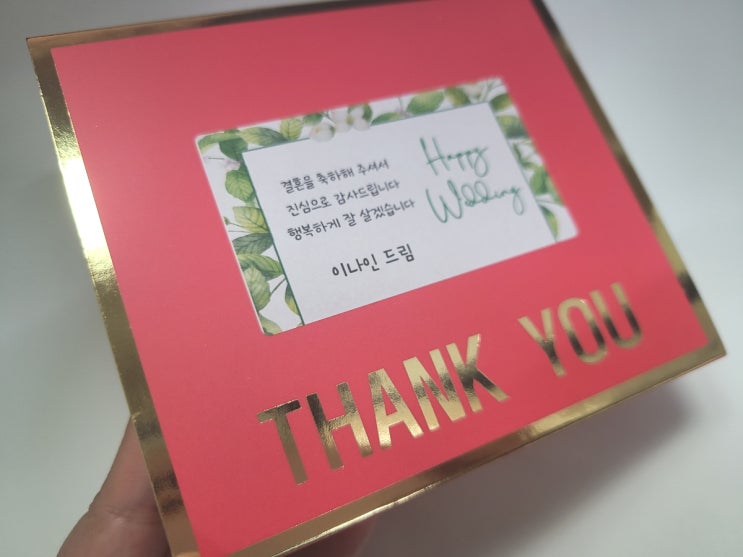 결혼을 축하해 주셔서
진심으로 감사드립니다
행복하게 잘 살겠습니다
이나인 드림
Happy
Wedding
THANK YOU